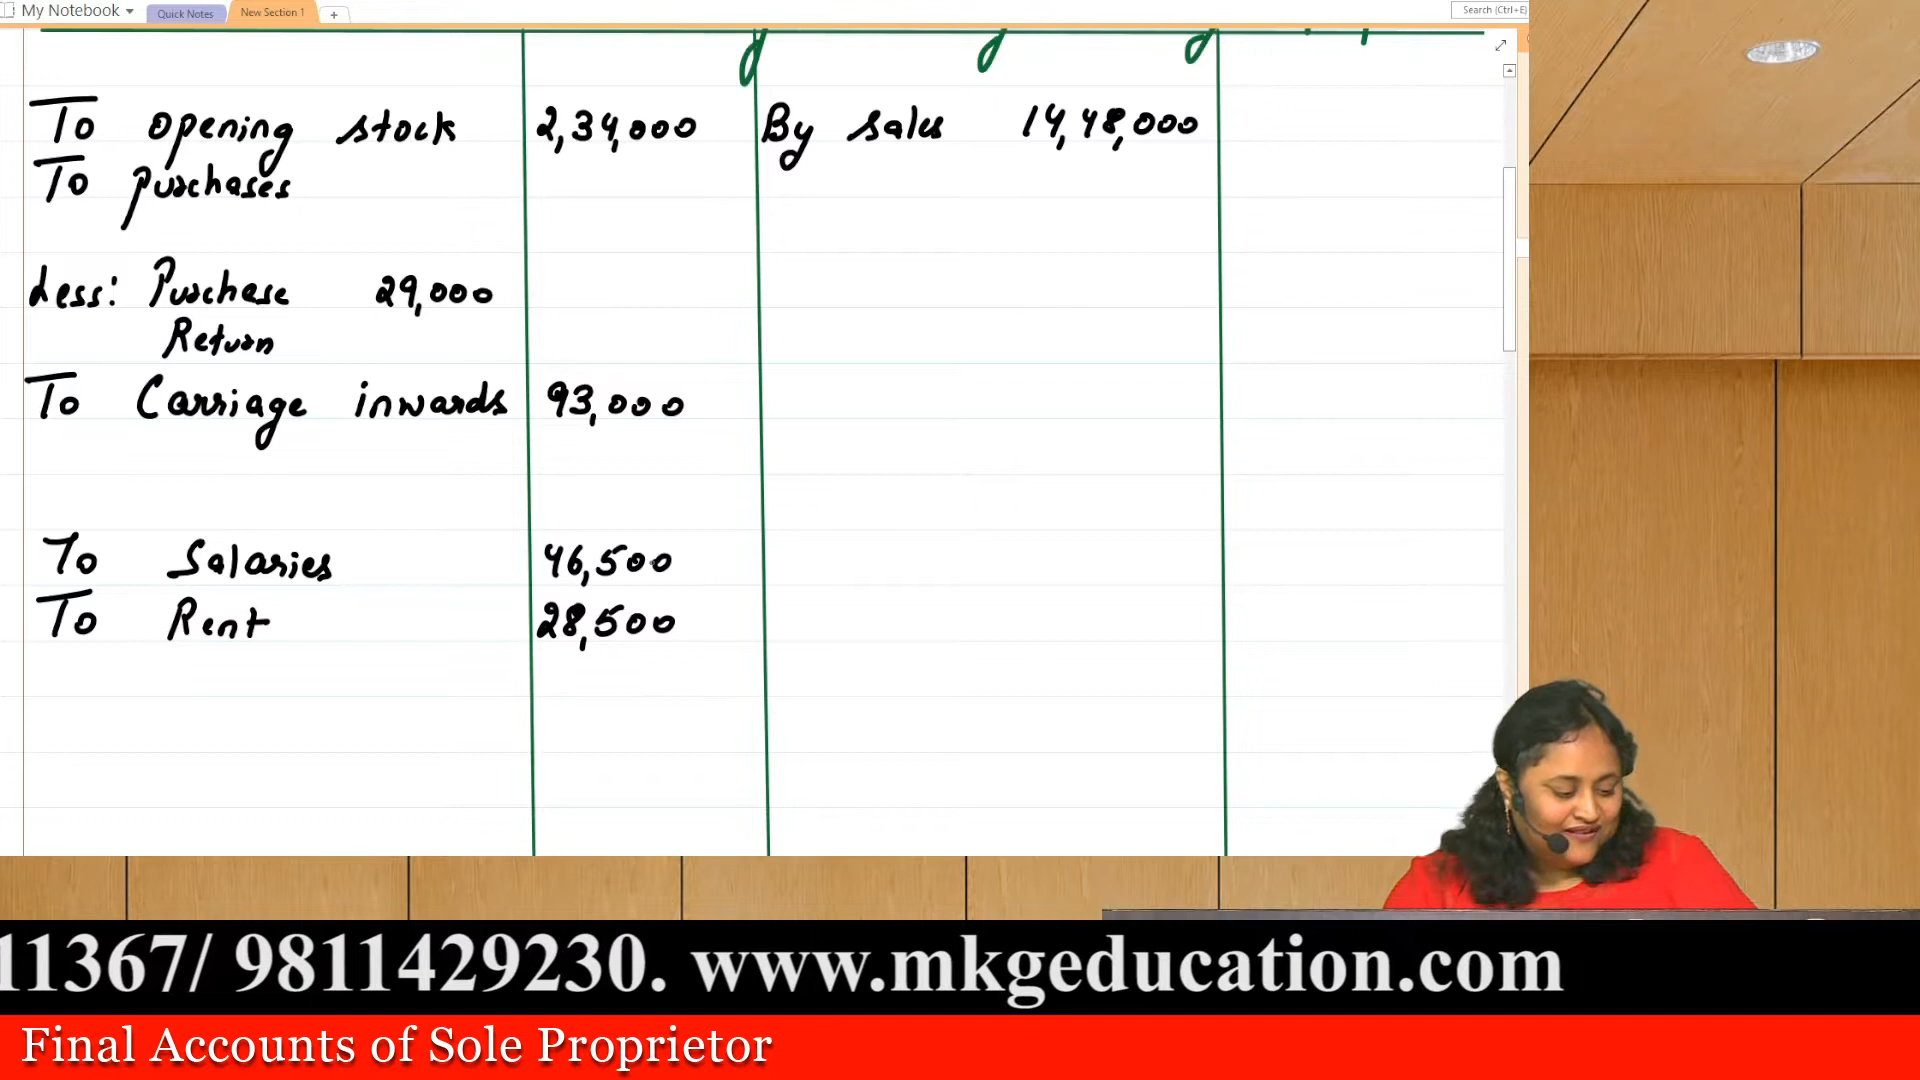 My Notebook
Quick Notes
New Section 1
+
Search (Ctrl+E)
To opening stock 2,34,000 By sales 14,48,000
To purchases
Less: Purchase 29,000
Return
To Carriage inwards 93,000
To Salaries 46,500
To Rent 28,500
11367/ 9811429230. www.mkgeducation.com
Final Accounts of Sole Proprietor